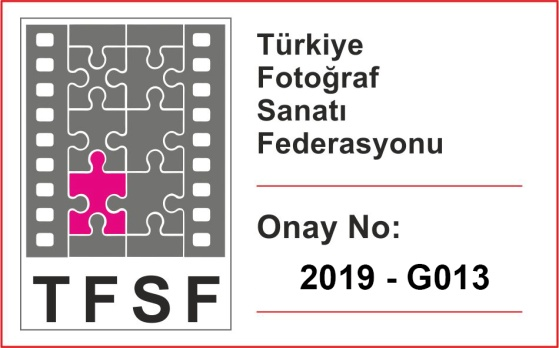 Türkiye
Fotoğraf
Sanatı
Federasyonu
Onay No:
2019 - G013
TFSF